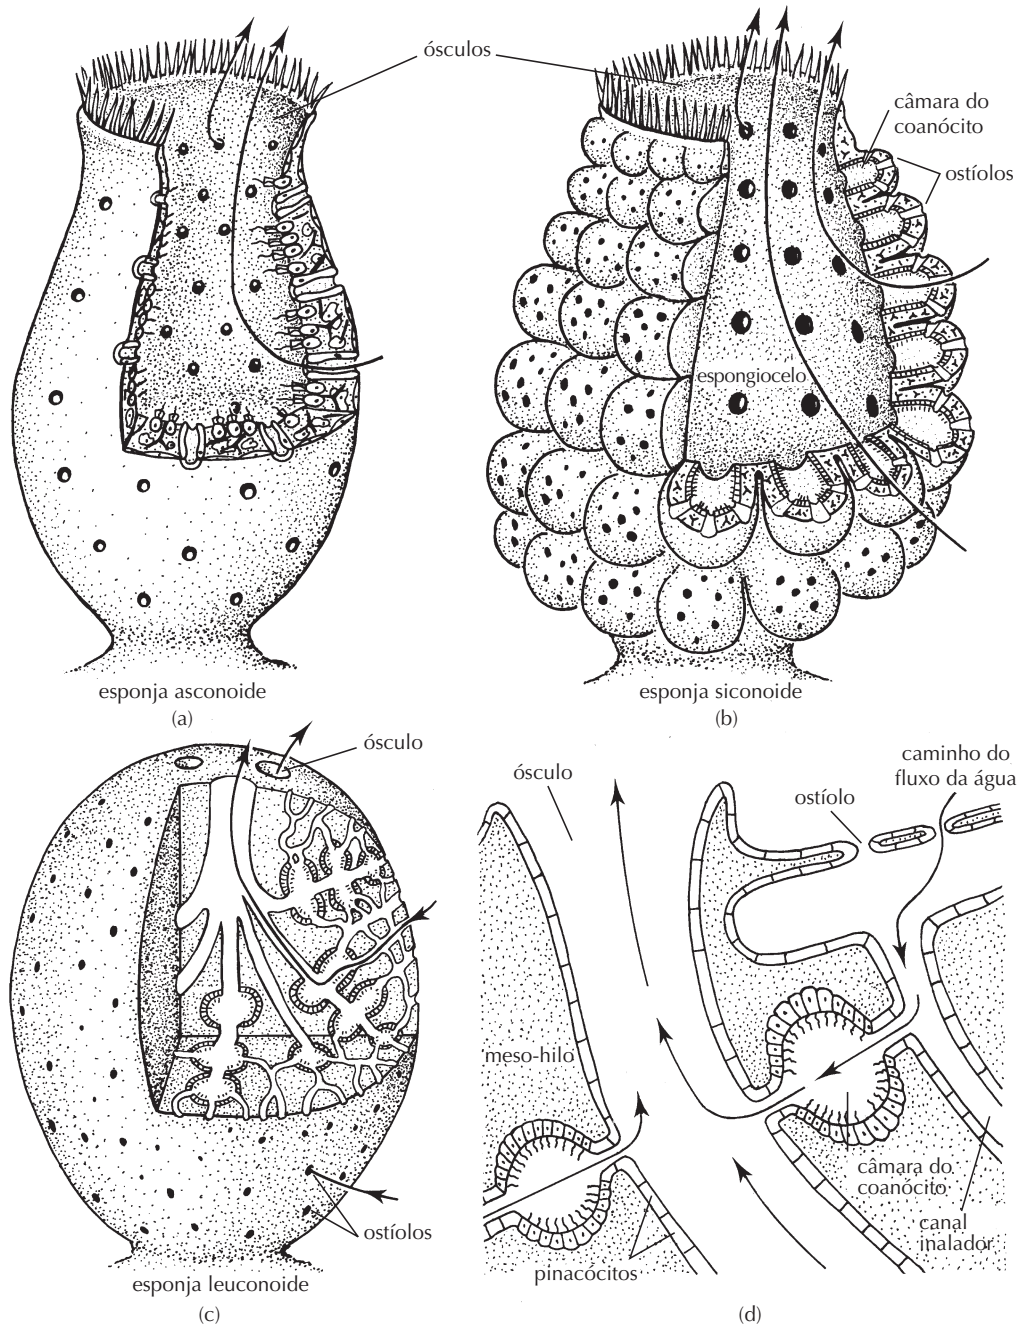 ósculos
câmara do
coanócito
ostíolos
espongiocelo
esponja asconoide
(a)
esponja siconoide
(b)
ósculo
ostíolos
esponja leuconoide
(c)
ósculo
ostíolo
caminho do
fluxo da água
meso-hilo
câmara do
coanócito
canal
inalador
pinacócitos
(d)